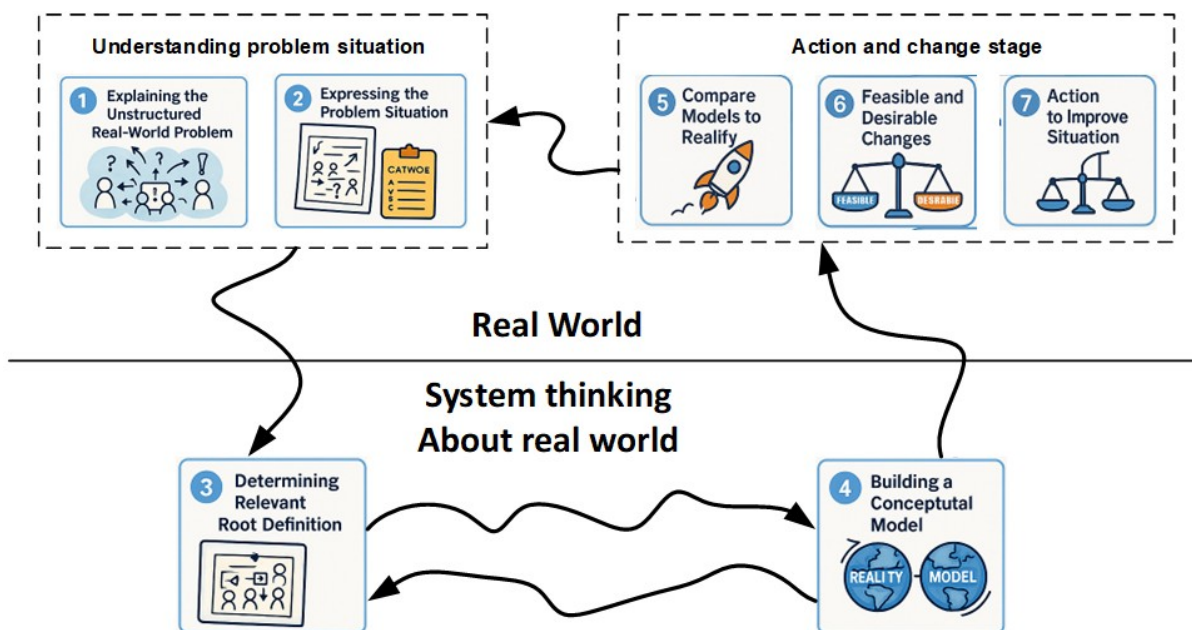 Understanding problem situation
1
Explaining the
Unstructured
Real-World Problem
? ? !
!
2
Expressing the
Problem Situation
?
CATWOE
A
V
S
C
Action and change stage
5
Compare
Models to
Realify
6
Feasible and
Desirable
Changes
FEASIBLE
DESIRABLE
7
Action
to Improve
Situation
Real World
System thinking
About real world
3
Determining
Relevant
Root Definition
4
Building a
Conceptutal
Model
REALITY
MODEL